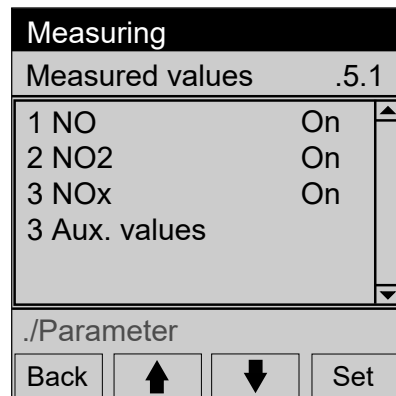 Measuring
Measured values .5.1
1 NO On
2 NO2 On
3 NOx On
3 Aux. values
./Parameter
Back Set